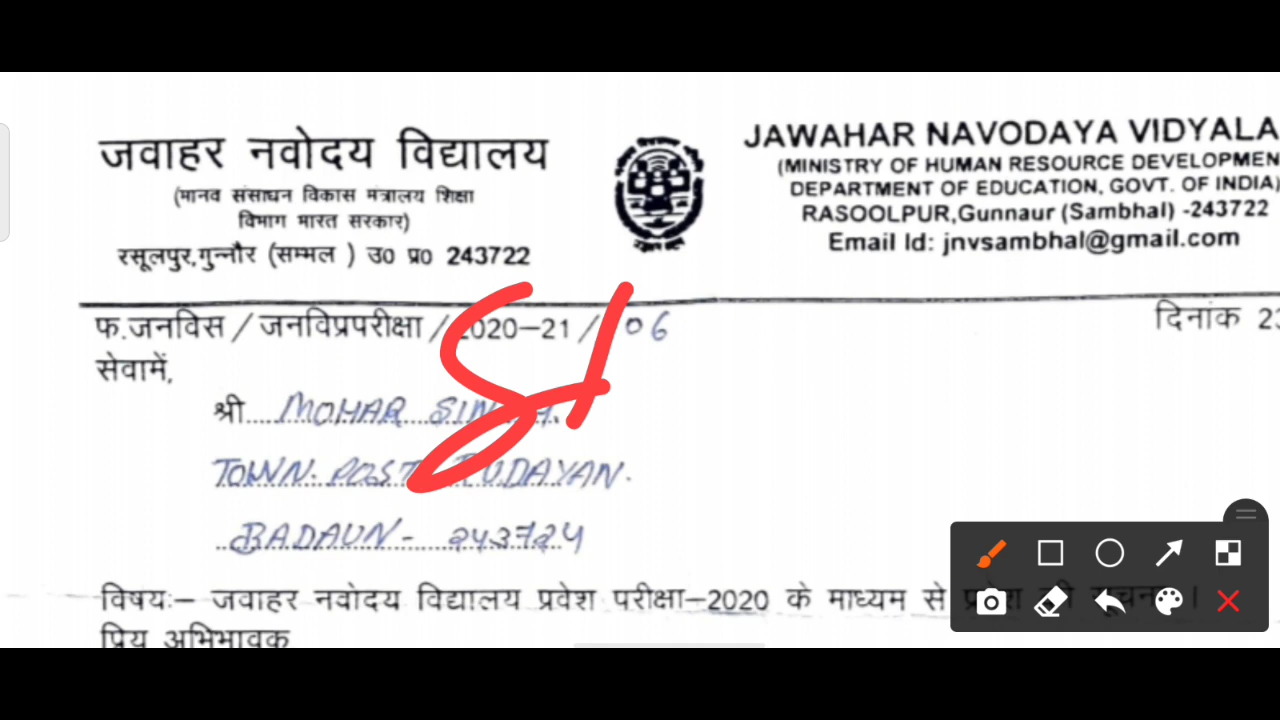 जवाहर नवोदय विद्यालय
(मानव संसाधन विकास मंत्रालय शिक्षा
विभाग भारत सरकार)
रसूलपुर,गुन्नौर (सम्भल ) उ0 प्र0 243722
JAWAHAR NAVODAYA VIDYALA
(MINISTRY OF HUMAN RESOURCE DEVELOPMEN
DEPARTMENT OF EDUCATION, GOVT. OF INDIA)
RASOOLPUR,Gunnaur (Sambhal) -243722
Email Id: jnvsambhal@gmail.com
फ.जनविस / जनविप्रपरीक्षा / 2020-21 / 06
दिनांक 23
सेवामें,
श्री MOHAR
TOWN. POST
BADAUN - 243724
विषयः- जवाहर नवोदय विद्यालय प्रवेश परीक्षा-2020 के माध्यम से
प्रिय अभिभावक